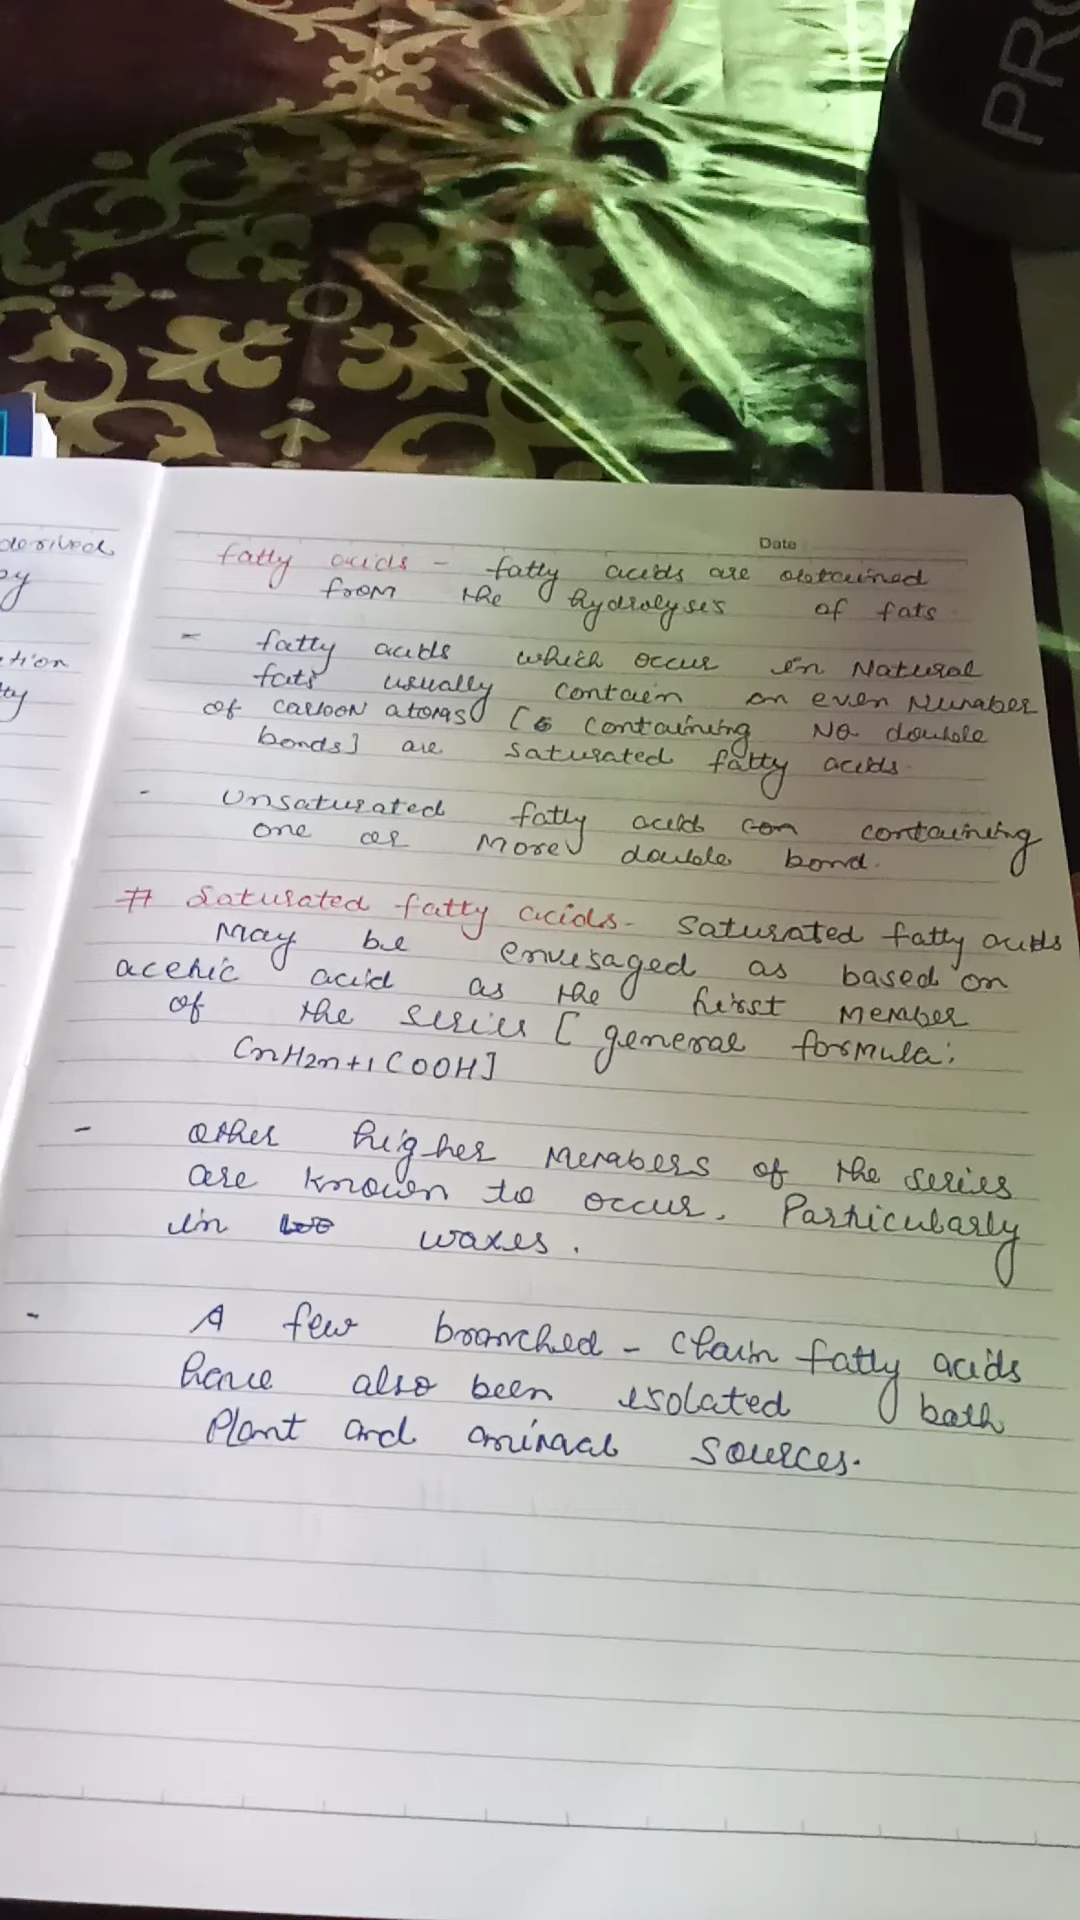 PRO
derived
by
tion
ty
Date
fatty acids - fatty acids are obtained
from the hydrolysis of fats
- fatty acids which occur in Natural
fats usually contain an even Number
of carbon atoms [ containing No double
bonds] are saturated fatty acids.
- Unsaturated fatty acid con containing
one or More double bond.
# Saturated fatty acids - Saturated fatty acids
May be envisaged as based on
acetic acid as the first Member
of the series [ general formula:
CnH2n+1COOH]
- other higher Members of the series
are known to occur, Particularly
in waxes.
- A few branched - chain fatty acids
have also been isolated both
Plant and animal sources.